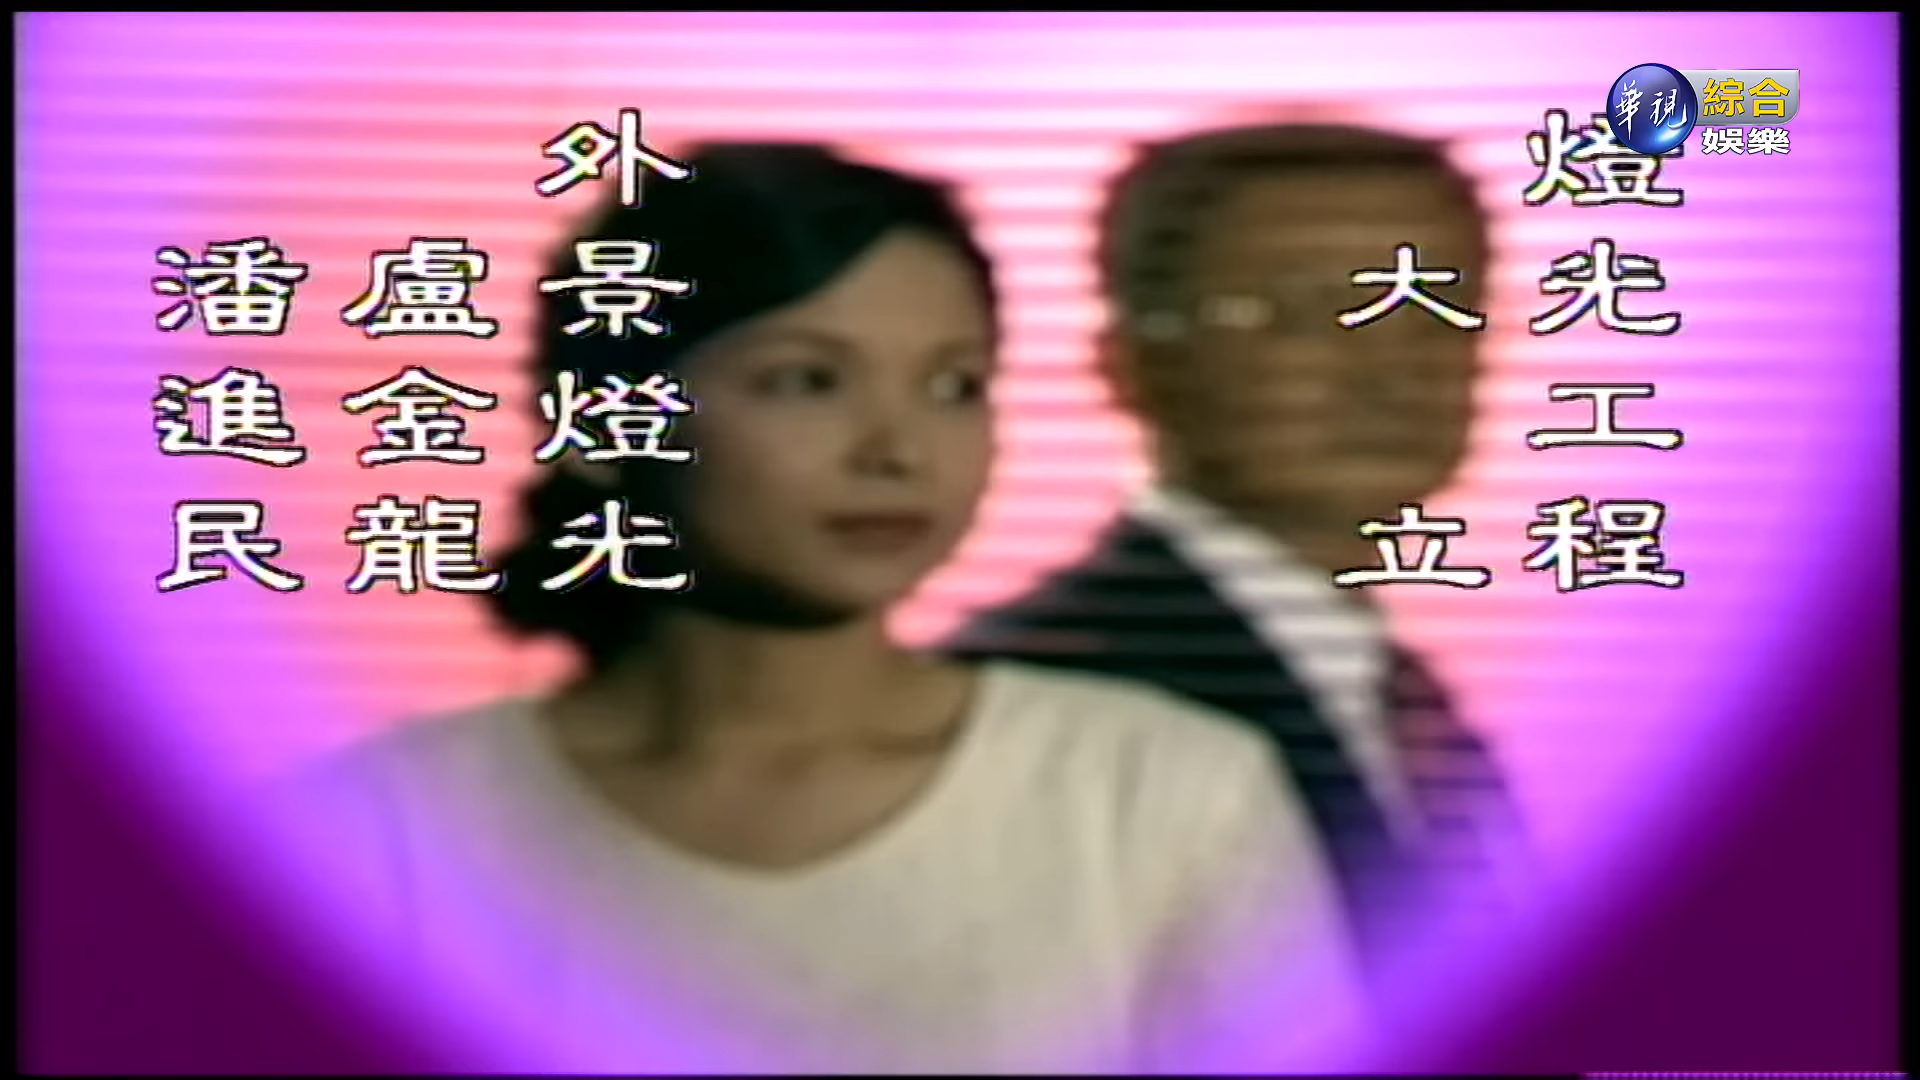 華視
綜合
娛樂
燈光工程
大立
外景燈光
盧金龍
潘進民